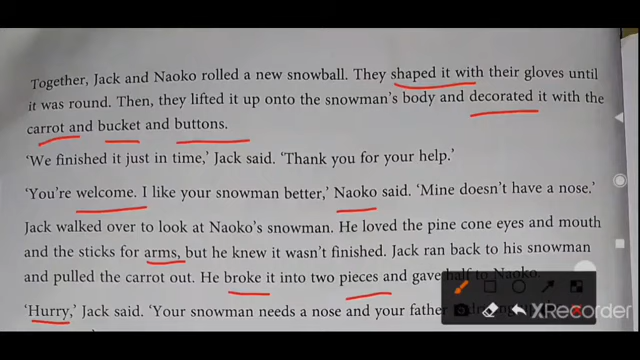 Together, Jack and Naoko rolled a new snowball. They shaped it with their gloves until
it was round. Then, they lifted it up onto the snowman's body and decorated it with the
carrot and bucket and buttons.
'We finished it just in time,' Jack said. 'Thank you for your help.'
'You're welcome. I like your snowman better,' Naoko said. 'Mine doesn't have a nose.'
Jack walked over to look at Naoko's snowman. He loved the pine cone eyes and mouth
and the sticks for arms, but he knew it wasn't finished. Jack ran back to his snowman
and pulled the carrot out. He broke it into two pieces and gave half to Naoko.
'Hurry,' Jack said. 'Your snowman needs a nose and your father
XRecorder